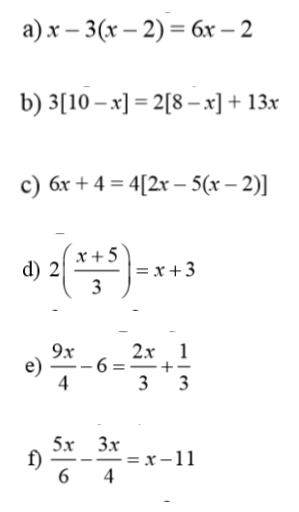 a) x – 3(x – 2) = 6x – 2
b) 3[10 – x] = 2[8 – x] + 13x
c) 6x + 4 = 4[2x – 5(x – 2)]
d) 2((x + 5)/3) = x + 3
e) 9x/4 – 6 = 2x/3 + 1/3
f) 5x/6 – 3x/4 = x – 11